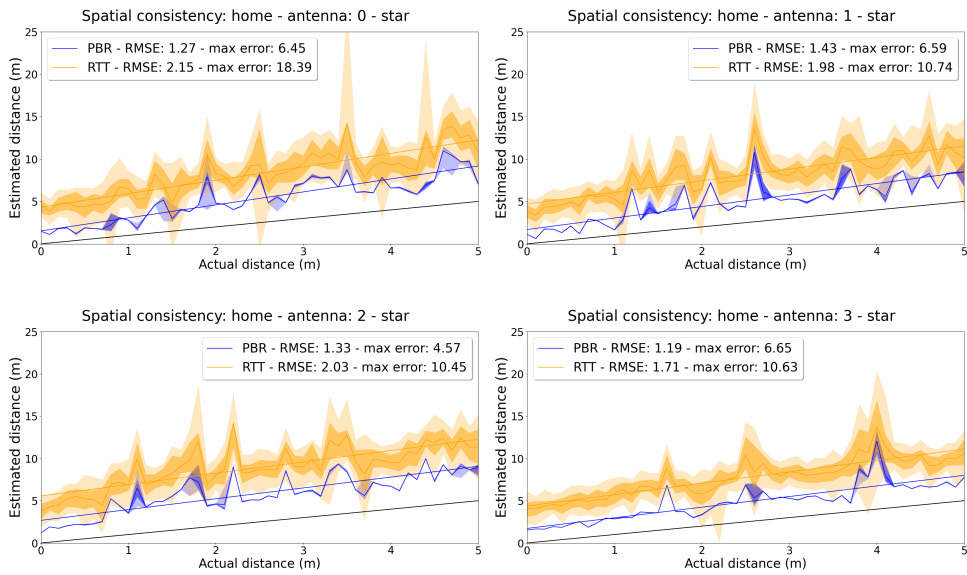 Spatial consistency: home - antenna: 0 - star
25
20
15
10
5
0
Estimated distance (m)
PBR - RMSE: 1.27 - max error: 6.45
RTT - RMSE: 2.15 - max error: 18.39
0 1 2 3 4 5
Actual distance (m)
Spatial consistency: home - antenna: 1 - star
25
20
15
10
5
0
Estimated distance (m)
PBR - RMSE: 1.43 - max error: 6.59
RTT - RMSE: 1.98 - max error: 10.74
0 1 2 3 4 5
Actual distance (m)
Spatial consistency: home - antenna: 2 - star
25
20
15
10
5
0
Estimated distance (m)
PBR - RMSE: 1.33 - max error: 4.57
RTT - RMSE: 2.03 - max error: 10.45
0 1 2 3 4 5
Actual distance (m)
Spatial consistency: home - antenna: 3 - star
25
20
15
10
5
0
Estimated distance (m)
PBR - RMSE: 1.19 - max error: 6.65
RTT - RMSE: 1.71 - max error: 10.63
0 1 2 3 4 5
Actual distance (m)